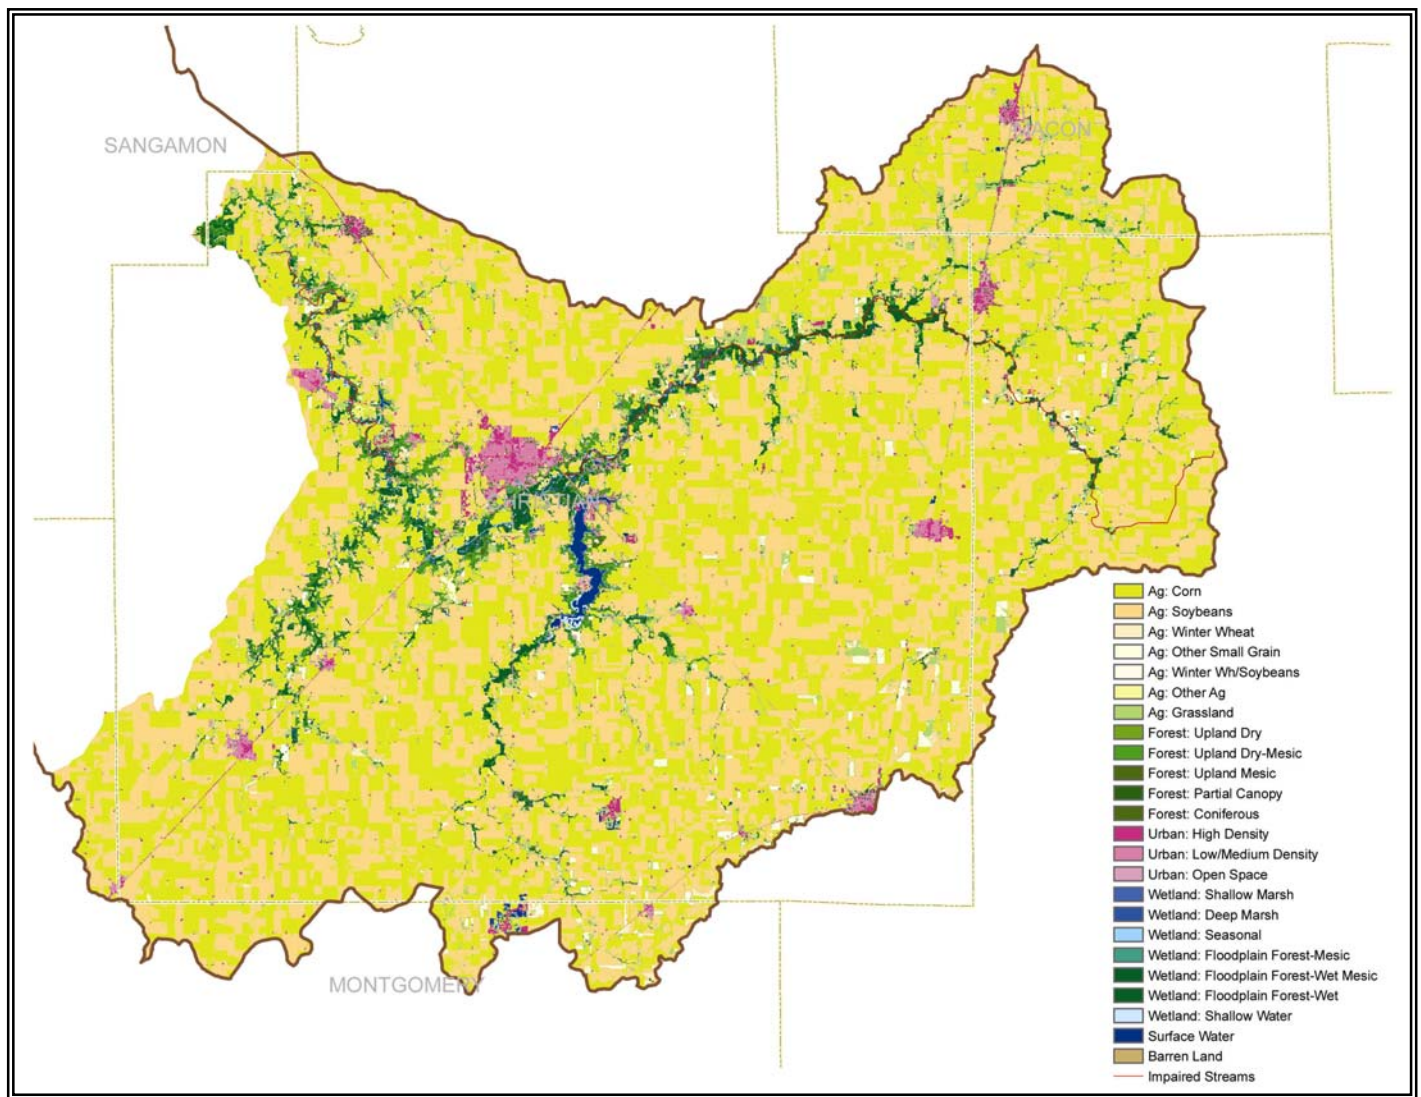 SANGAMON
MACON
CHRISTIAN
MONTGOMERY
Ag: Corn
Ag: Soybeans
Ag: Winter Wheat
Ag: Other Small Grain
Ag: Winter Wh/Soybeans
Ag: Other Ag
Ag: Grassland
Forest: Upland Dry
Forest: Upland Dry-Mesic
Forest: Upland Mesic
Forest: Partial Canopy
Forest: Coniferous
Urban: High Density
Urban: Low/Medium Density
Urban: Open Space
Wetland: Shallow Marsh
Wetland: Deep Marsh
Wetland: Seasonal
Wetland: Floodplain Forest-Mesic
Wetland: Floodplain Forest-Wet Mesic
Wetland: Floodplain Forest-Wet
Wetland: Shallow Water
Surface Water
Barren Land
Impaired Streams